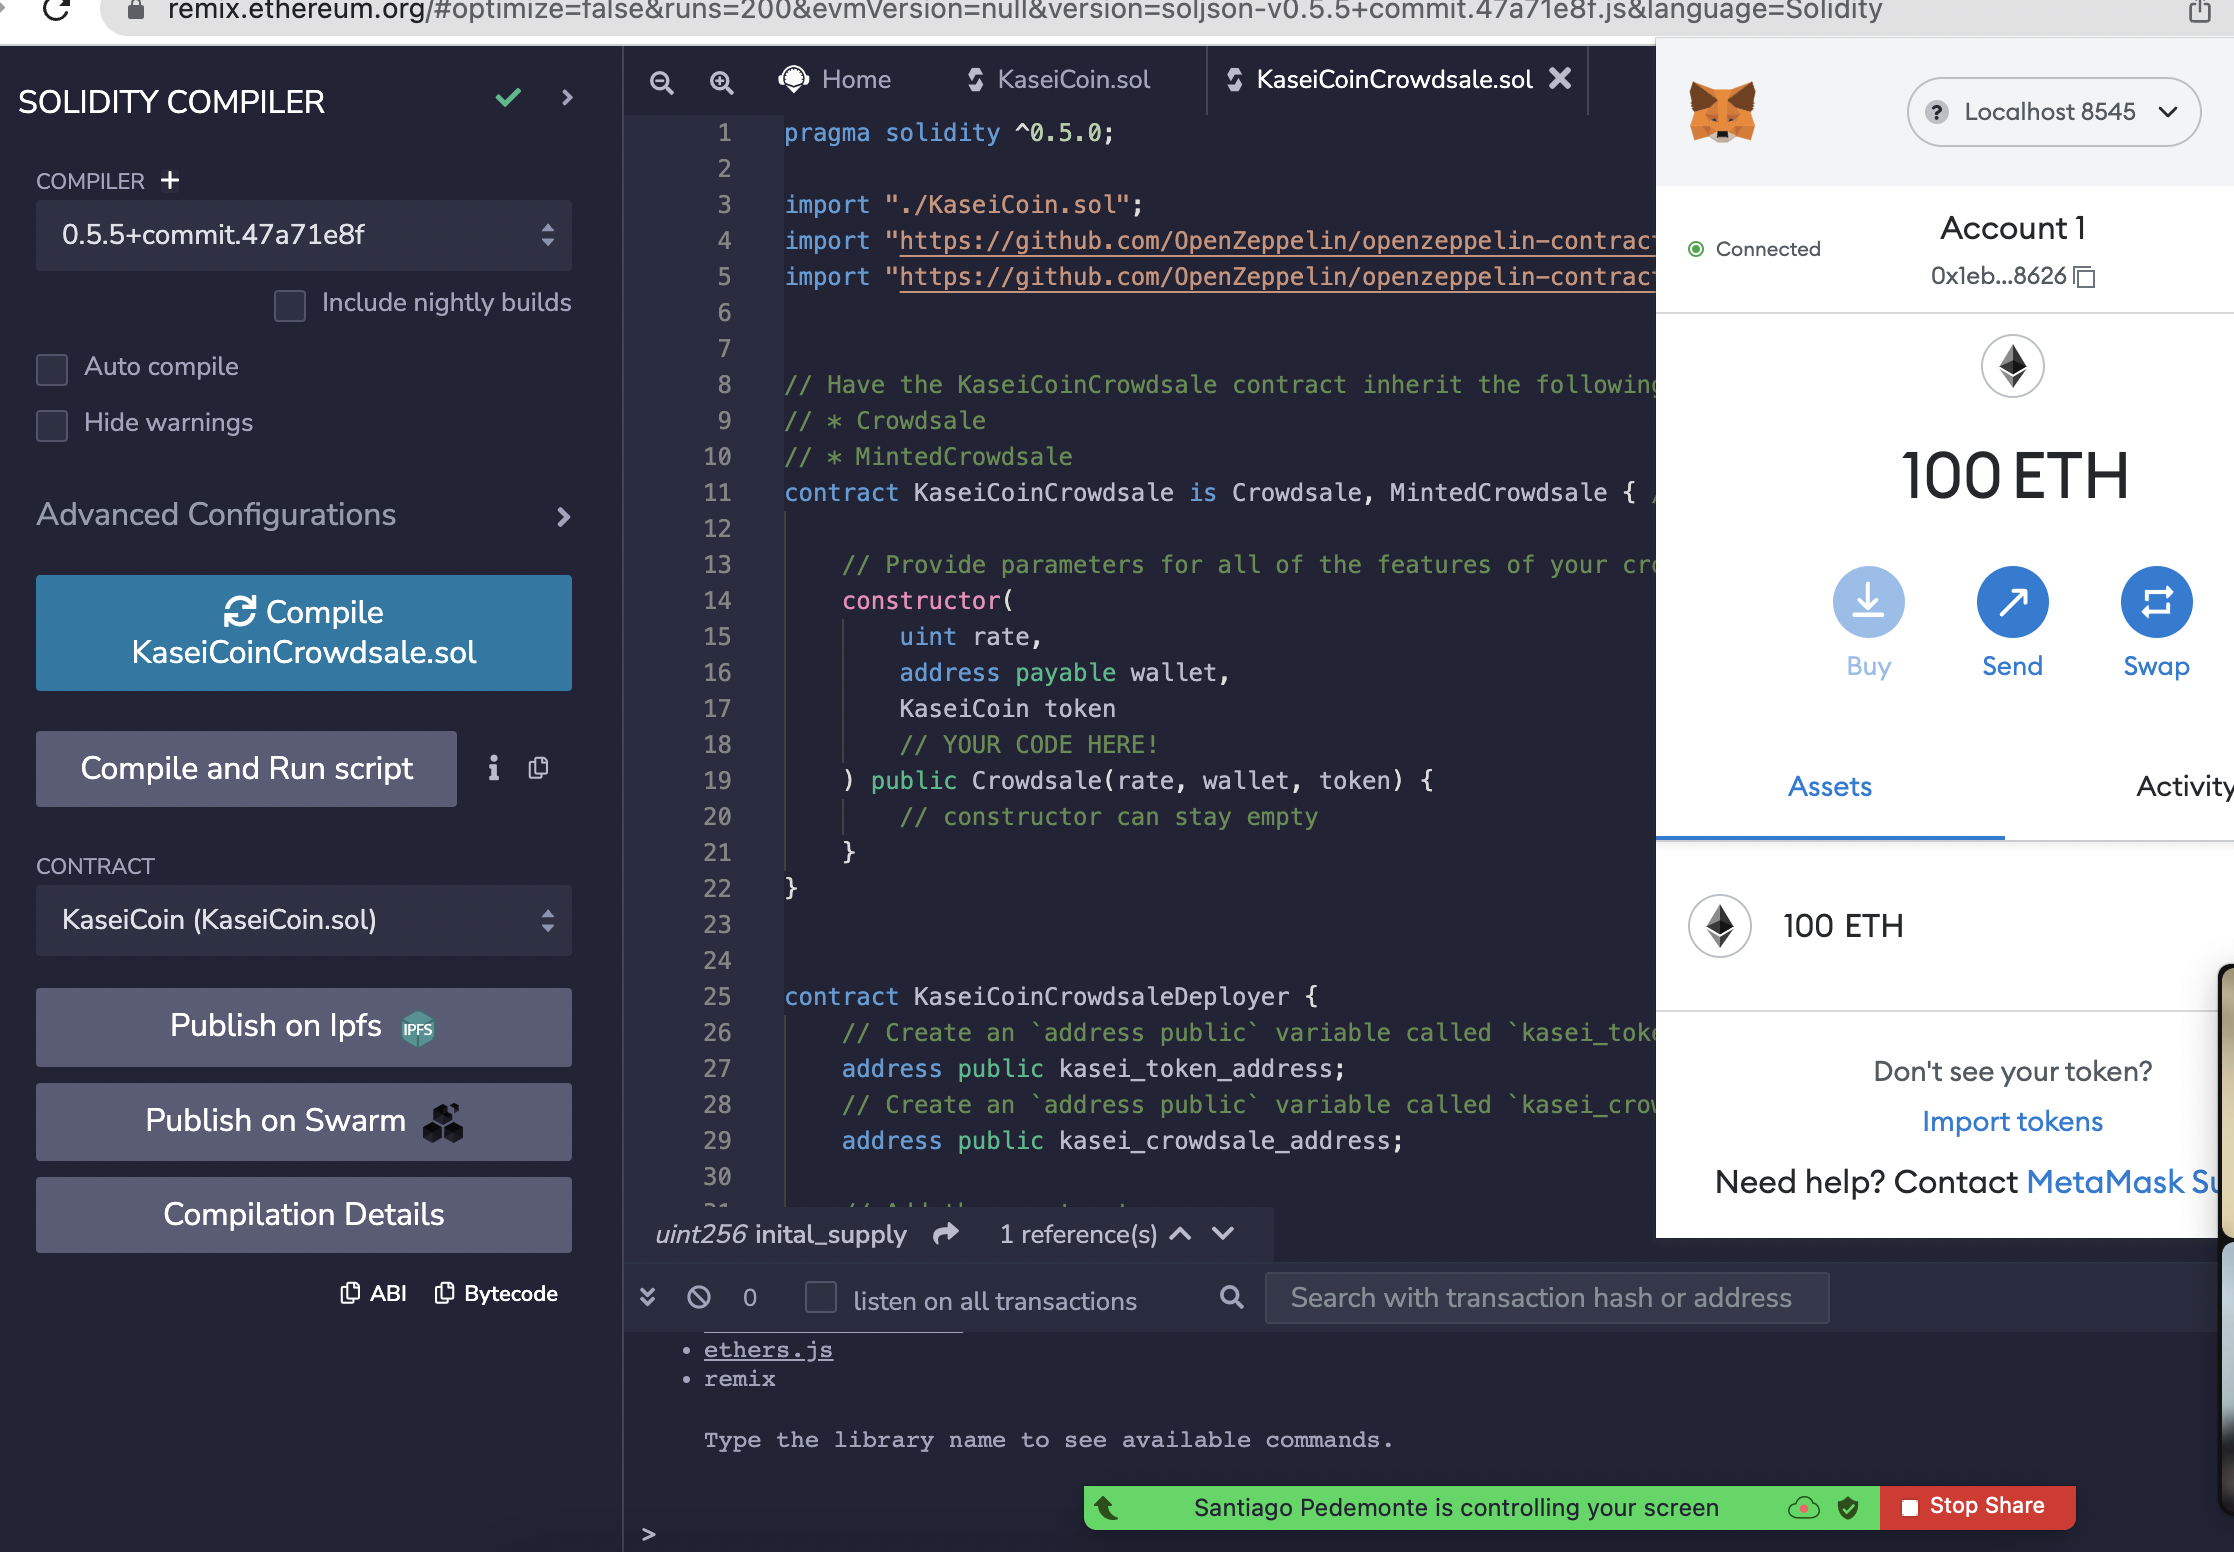 remix.ethereum.org/#optimize=false&runs=200&evmVersion=null&version=soljson-v0.5.5+commit.47a71e8f.js&language=Solidity
SOLIDITY COMPILER
COMPILER +
0.5.5+commit.47a71e8f
Include nightly builds
Auto compile
Hide warnings
Advanced Configurations
Compile
KaseiCoinCrowdsale.sol
Compile and Run script
CONTRACT
KaseiCoin (KaseiCoin.sol)
Publish on Ipfs IPFS
Publish on Swarm
Compilation Details
ABI Bytecode
Home KaseiCoin.sol KaseiCoinCrowdsale.sol
1 pragma solidity ^0.5.0;
2
3 import "./KaseiCoin.sol";
4 import "https://github.com/OpenZeppelin/openzeppelin-contract
5 import "https://github.com/OpenZeppelin/openzeppelin-contract
6
7
8 // Have the KaseiCoinCrowdsale contract inherit the following
9 // * Crowdsale
10 // * MintedCrowdsale
11 contract KaseiCoinCrowdsale is Crowdsale, MintedCrowdsale { /
12
13 // Provide parameters for all of the features of your cro
14 constructor(
15 uint rate,
16 address payable wallet,
17 KaseiCoin token
18 // YOUR CODE HERE!
19 ) public Crowdsale(rate, wallet, token) {
20 // constructor can stay empty
21 }
22 }
23
24
25 contract KaseiCoinCrowdsaleDeployer {
26 // Create an `address public` variable called `kasei_toke
27 address public kasei_token_address;
28 // Create an `address public` variable called `kasei_crow
29 address public kasei_crowdsale_address;
30
uint256 inital_supply 1 reference(s)
0 listen on all transactions Search with transaction hash or address
• ethers.js
• remix
Type the library name to see available commands.
>
? Localhost 8545
Connected
Account 1
0x1eb...8626
100 ETH
Buy Send Swap
Assets Activity
100 ETH
Don't see your token?
Import tokens
Need help? Contact MetaMask Su
Santiago Pedemonte is controlling your screen Stop Share